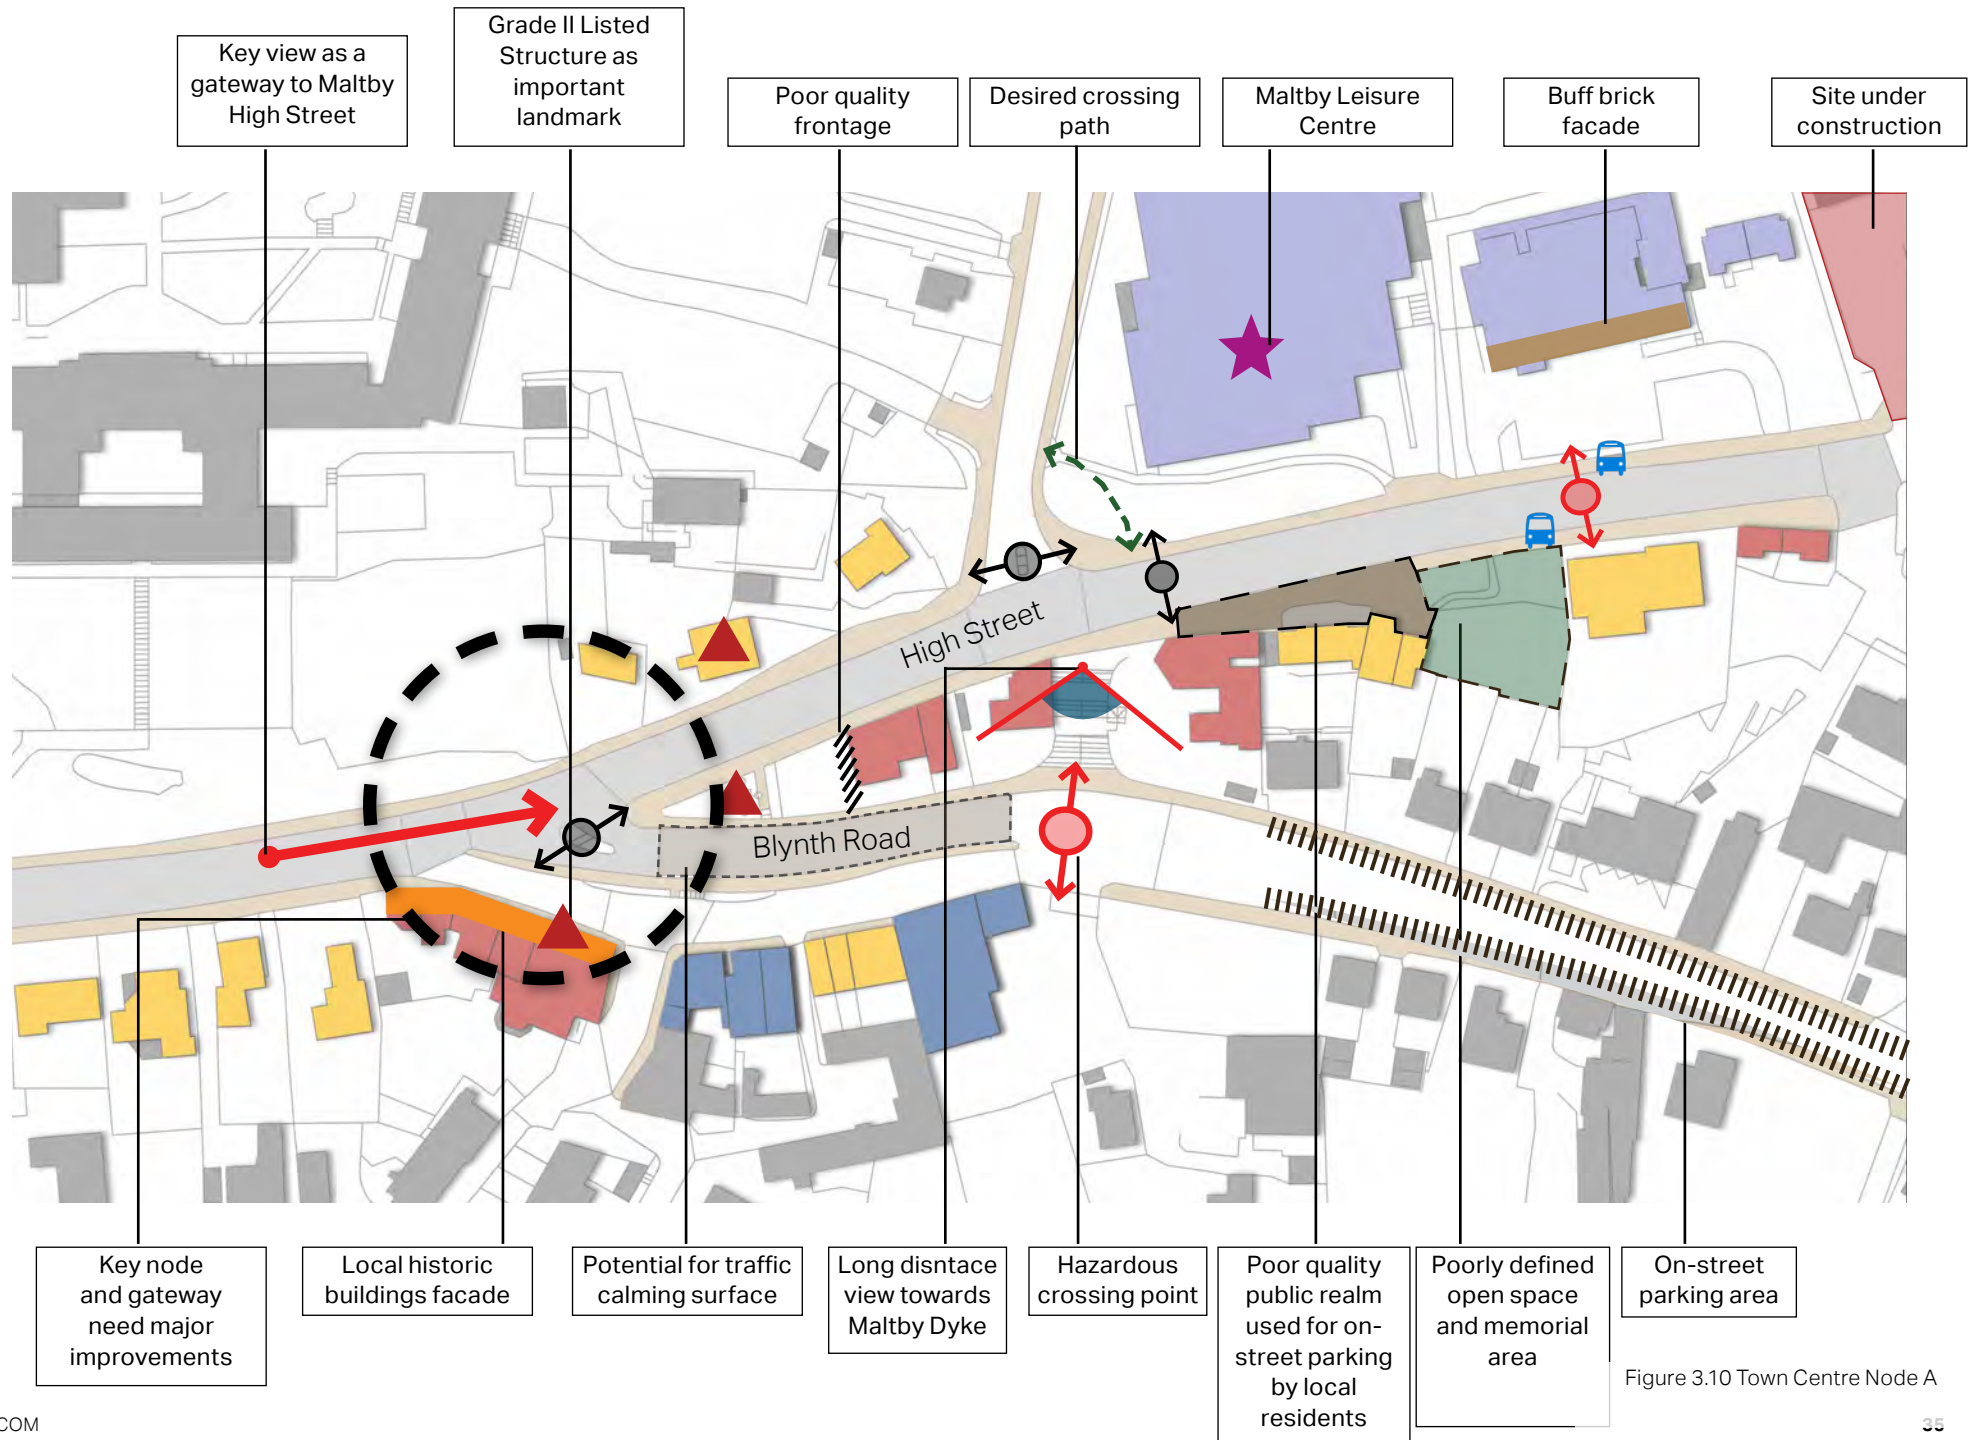 Key view as a
gateway to Maltby
High Street
Grade II Listed
Structure as
important
landmark
Poor quality
frontage
Desired crossing
path
Maltby Leisure
Centre
Buff brick
facade
Site under
construction
High Street
Blynth Road
Key node
and gateway
need major
improvements
Local historic
buildings facade
Potential for traffic
calming surface
Long disntace
view towards
Maltby Dyke
Hazardous
crossing point
Poor quality
public realm
used for on-
street parking
by local
residents
Poorly defined
open space
and memorial
area
On-street
parking area
Figure 3.10 Town Centre Node A
COM
35